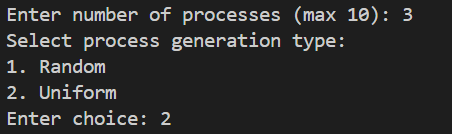 Enter number of processes (max 10): 3
Select process generation type:
1. Random
2. Uniform
Enter choice: 2